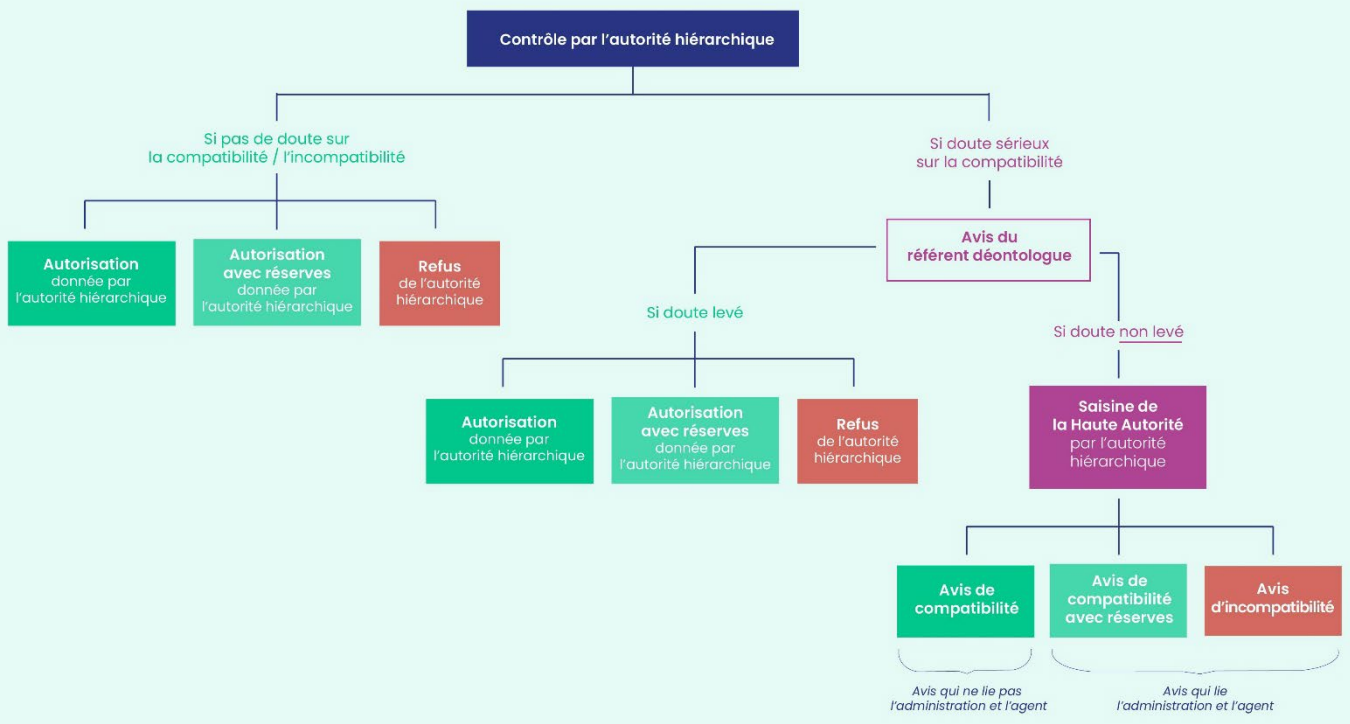 Contrôle par l'autorité hiérarchique
Si pas de doute sur
la compatibilité / l'incompatibilité
Si doute sérieux
sur la compatibilité
Autorisation
donnée par
l'autorité hiérarchique
Autorisation
avec réserves
donnée par
l'autorité hiérarchique
Refus
de l'autorité
hiérarchique
Avis du
référent déontologue
Si doute levé
Si doute non levé
Autorisation
donnée par
l'autorité hiérarchique
Autorisation
avec réserves
donnée par
l'autorité hiérarchique
Refus
de l'autorité
hiérarchique
Saisine de
la Haute Autorité
par l'autorité
hiérarchique
Avis de
compatibilité
Avis de
compatibilité
avec réserves
Avis
d'incompatibilité
Avis qui ne lie pas
l'administration et l'agent
Avis qui lie
l'administration et l'agent